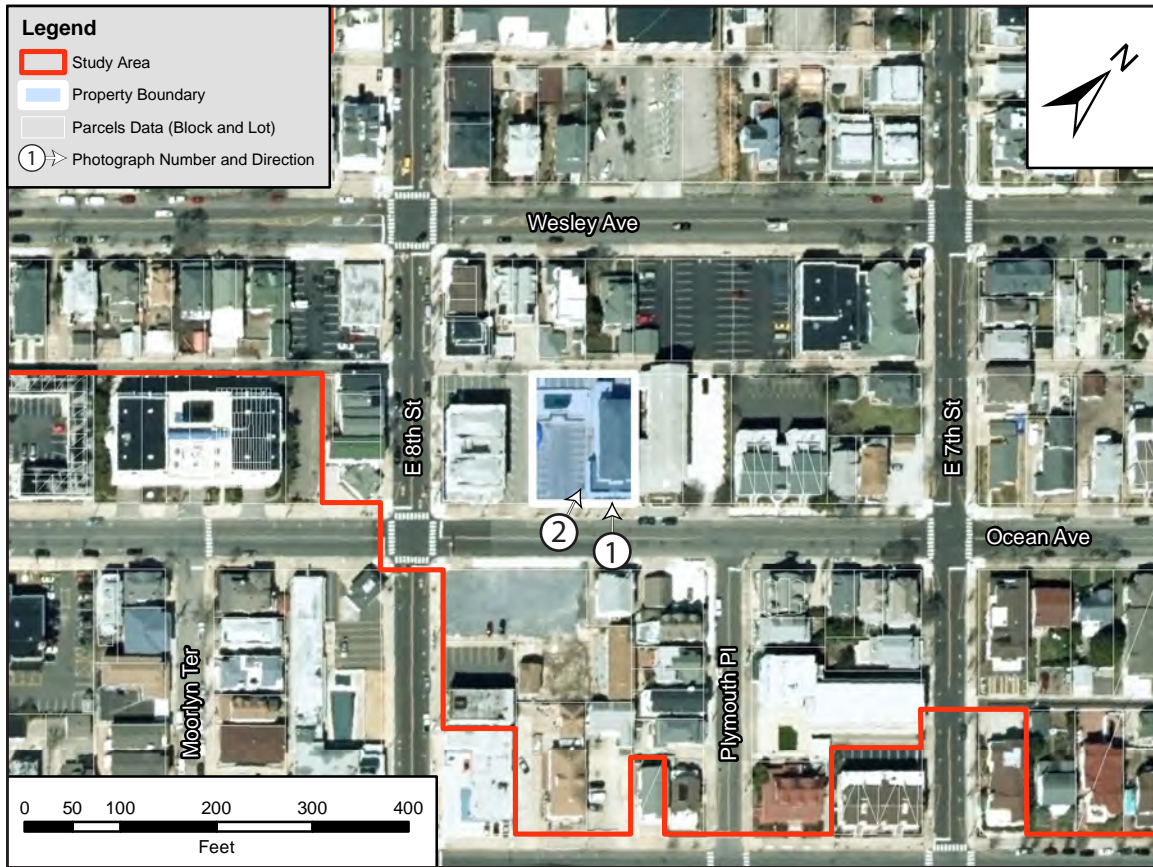 Legend
Study Area
Property Boundary
Parcels Data (Block and Lot)
1 Photograph Number and Direction
N
Wesley Ave
E 8th St
E 7th St
2
1
Ocean Ave
Moorlyn Ter
Plymouth Pl
0 50 100 200 300 400
Feet